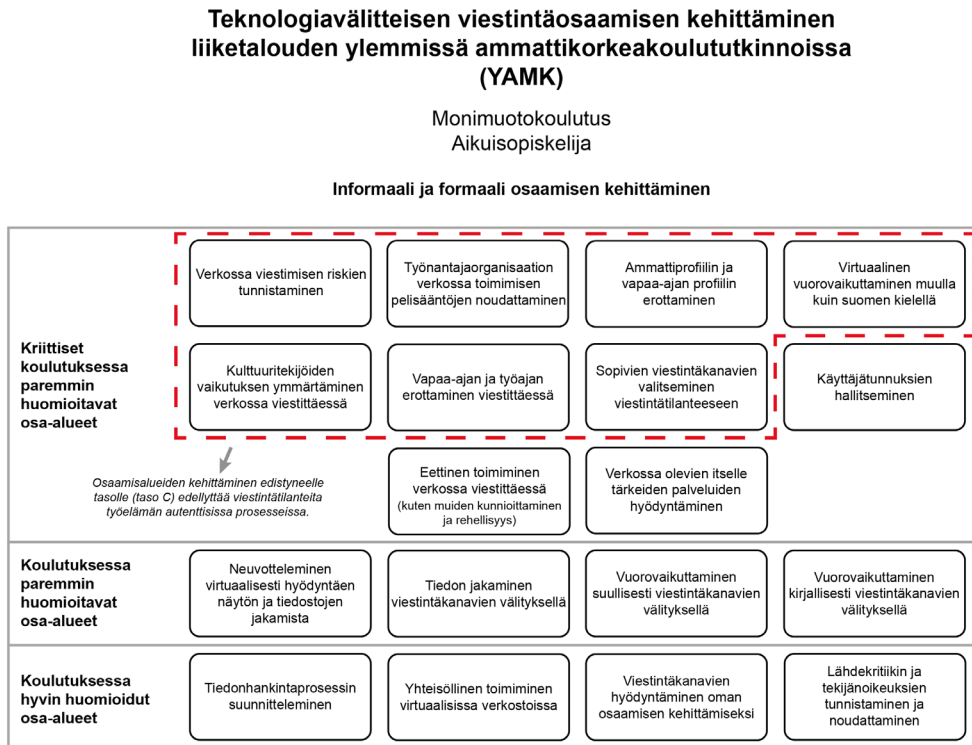 Teknologiavälitteisen viestintäosaamisen kehittäminen
liiketalouden ylemmissä ammattikorkeakoulututkinnoissa
(YAMK)
Monimuotokoulutus
Aikuisopiskelija
Informaali ja formaali osaamisen kehittäminen
Kriittiset
koulutuksessa
paremmin
huomioitavat
osa-alueet
Verkossa viestimisen riskien
tunnistaminen
Työnantajaorganisaation
verkossa toimimisen
pelisääntöjen noudattaminen
Ammattiprofiilin ja
vapaa-ajan profiilin
erottaminen
Virtuaalinen
vuorovaikuttaminen muulla
kuin suomen kielellä
Kulttuuritekijöiden
vaikutuksen ymmärtäminen
verkossa viestittäessä
Vapaa-ajan ja työajan
erottaminen viestittäessä
Sopivien viestintäkanavien
valitseminen
viestintätilanteeseen
Käyttäjätunnuksien
hallitseminen
Osaamisalueiden kehittäminen edistyneelle
tasolle (taso C) edellyttää viestintätilanteita
työelämän autenttisissa prosesseissa.
Eettinen toimiminen
verkossa viestittäessä
(kuten muiden kunnioittaminen
ja rehellisyys)
Verkossa olevien itselle
tärkeiden palveluiden
hyödyntäminen
Koulutuksessa
paremmin
huomioitavat
osa-alueet
Neuvotteleminen
virtuaalisesti hyödyntäen
näytön ja tiedostojen
jakamista
Tiedon jakaminen
viestintäkanavien välityksellä
Vuorovaikuttaminen
suullisesti viestintäkanavien
välityksellä
Vuorovaikuttaminen
kirjallisesti viestintäkanavien
välityksellä
Koulutuksessa
hyvin huomioidut
osa-alueet
Tiedonhankintaprosessin
suunnitteleminen
Yhteisöllinen toimiminen
virtuaalisissa verkostoissa
Viestintäkanavien
hyödyntäminen oman
osaamisen kehittämiseksi
Lähdekritiikin ja
tekijänoikeuksien
tunnistaminen ja
noudattaminen